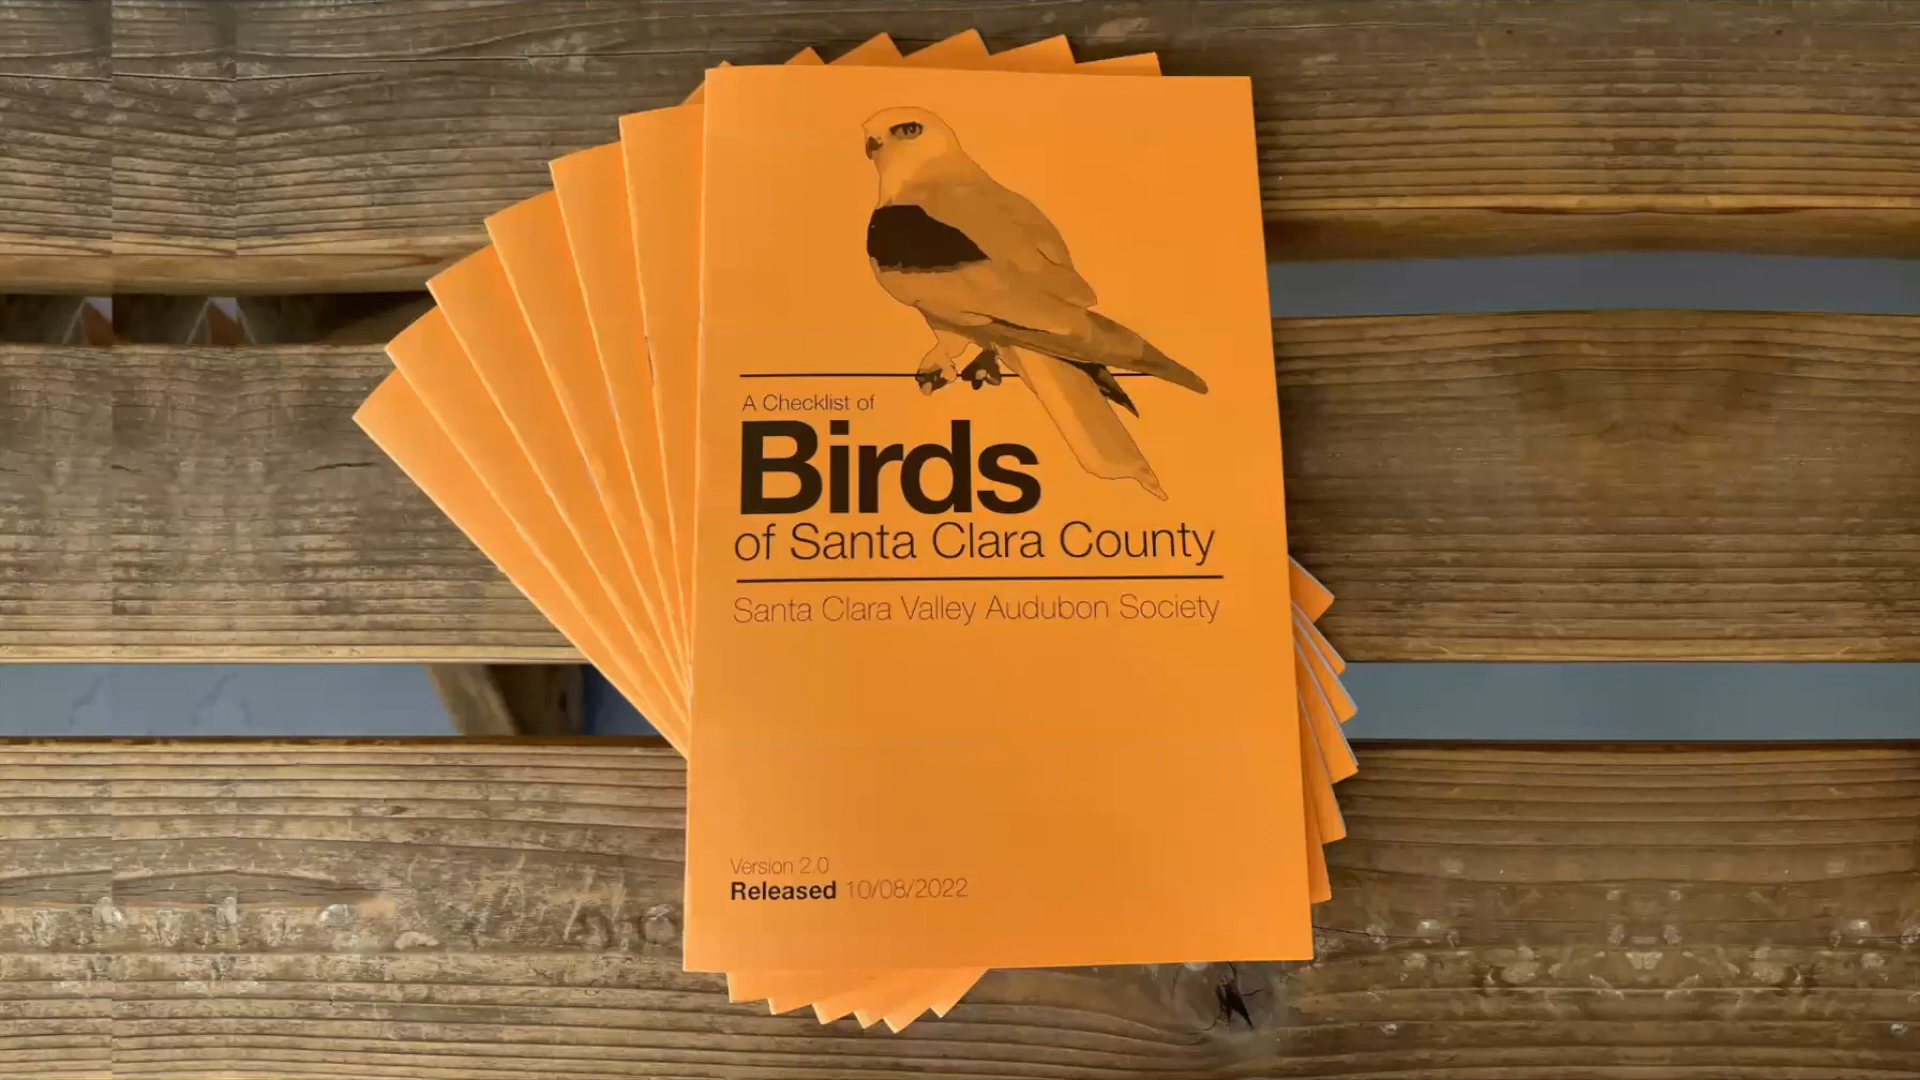 A Checklist of
Birds
of Santa Clara County
Santa Clara Valley Audubon Society
Version 2.0
Released 10/08/2022